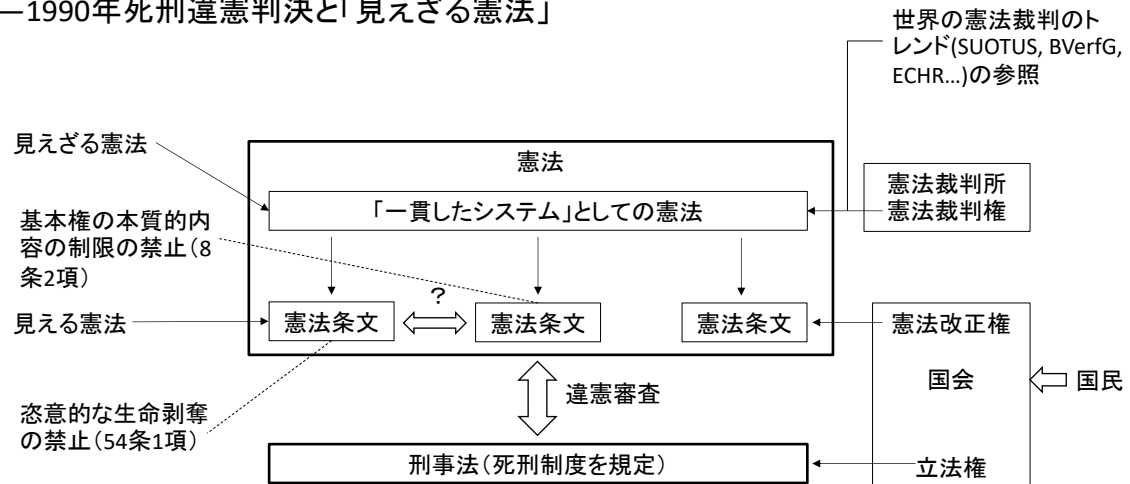 ―1990年死刑違憲判決と「見えざる憲法」
世界の憲法裁判のト
レンド(SUOTUS, BVerfG,
ECHR...)の参照
見えざる憲法
憲法
憲法裁判所
憲法裁判権
「一貫したシステム」としての憲法
基本権の本質的内
容の制限の禁止(8
条2項)
?
見える憲法
憲法条文
憲法条文
憲法条文
憲法改正権
国会
国民
違憲審査
恣意的な生命剥奪
の禁止(54条1項)
刑事法(死刑制度を規定)
立法権